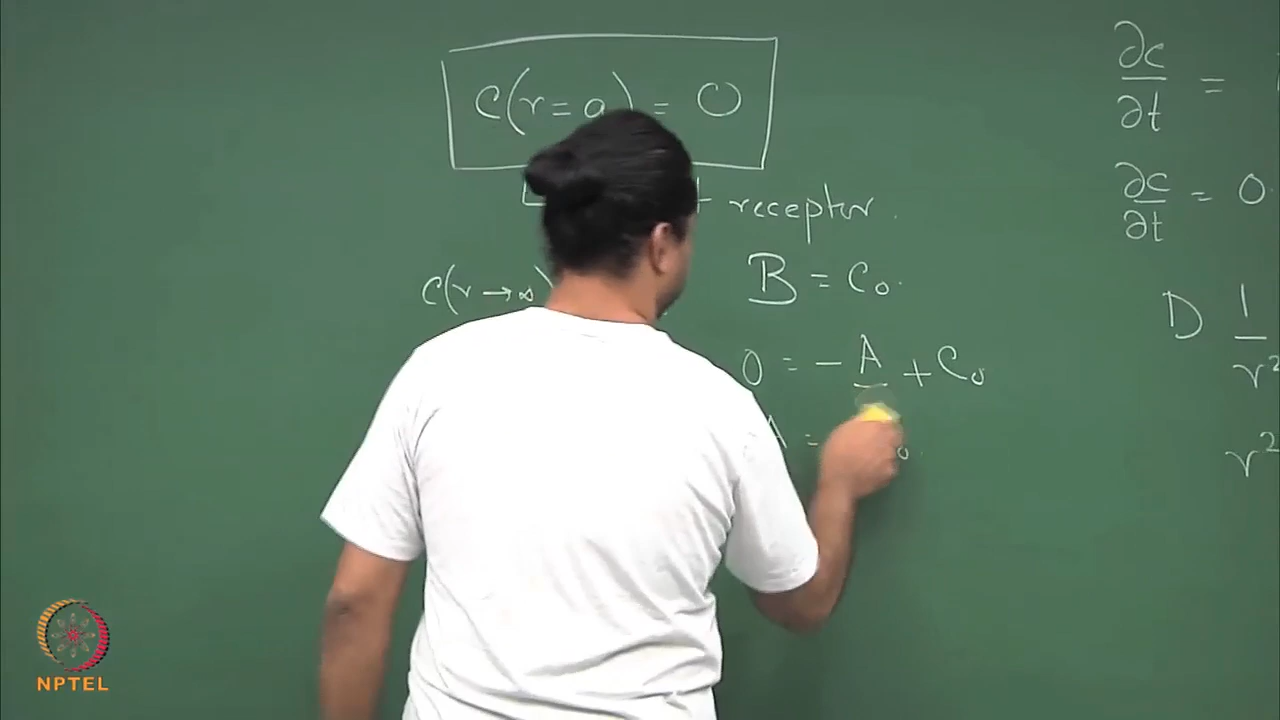 c(r=a) = 0
receptor.
c(r→∞)
B = C₀.
0 = -A + C₀
A =
∂c/∂t =
∂c/∂t = 0
D 1/r²
r²
NPTEL